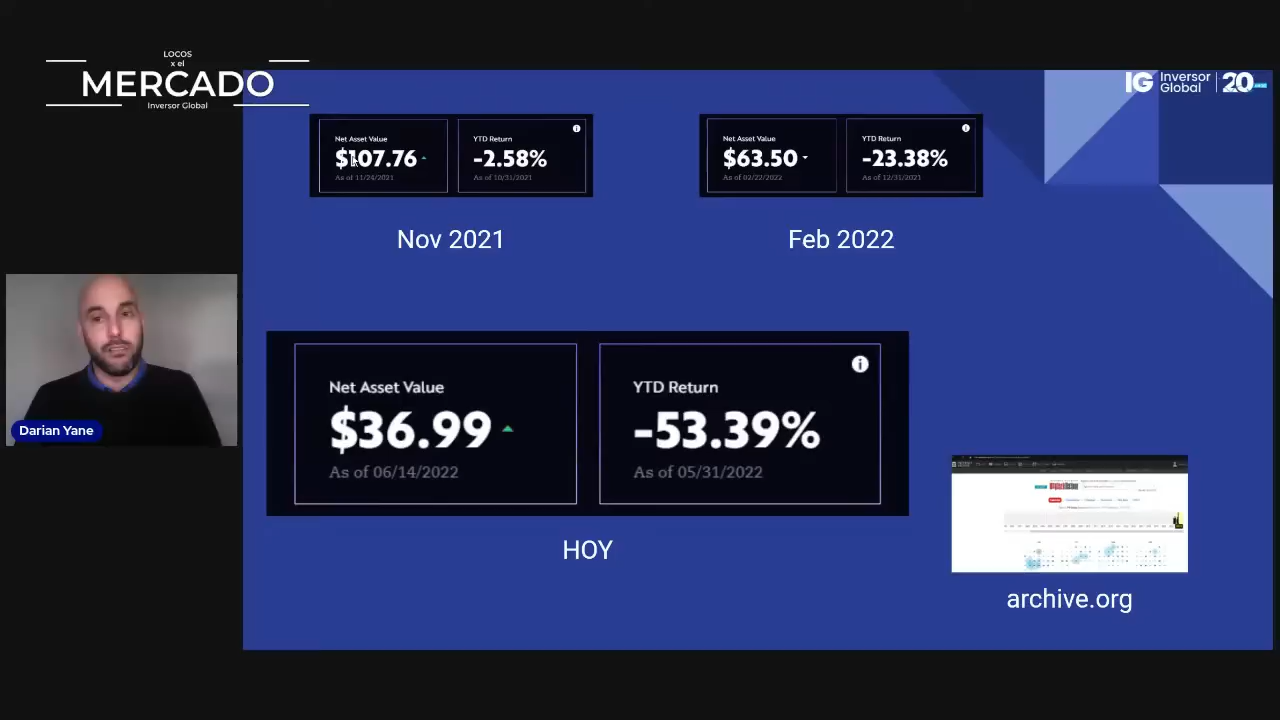 LOCOS
x el
MERCADO
Inversor Global
IG Inversor Global | 20
Net Asset Value
$107.76
As of 11/24/2021
YTD Return
-2.58%
As of 10/31/2021
Nov 2021
Net Asset Value
$63.50
As of 02/22/2022
YTD Return
-23.38%
As of 12/31/2021
Feb 2022
Net Asset Value
$36.99
As of 06/14/2022
YTD Return
-53.39%
As of 05/31/2022
HOY
Darian Yane
archive.org